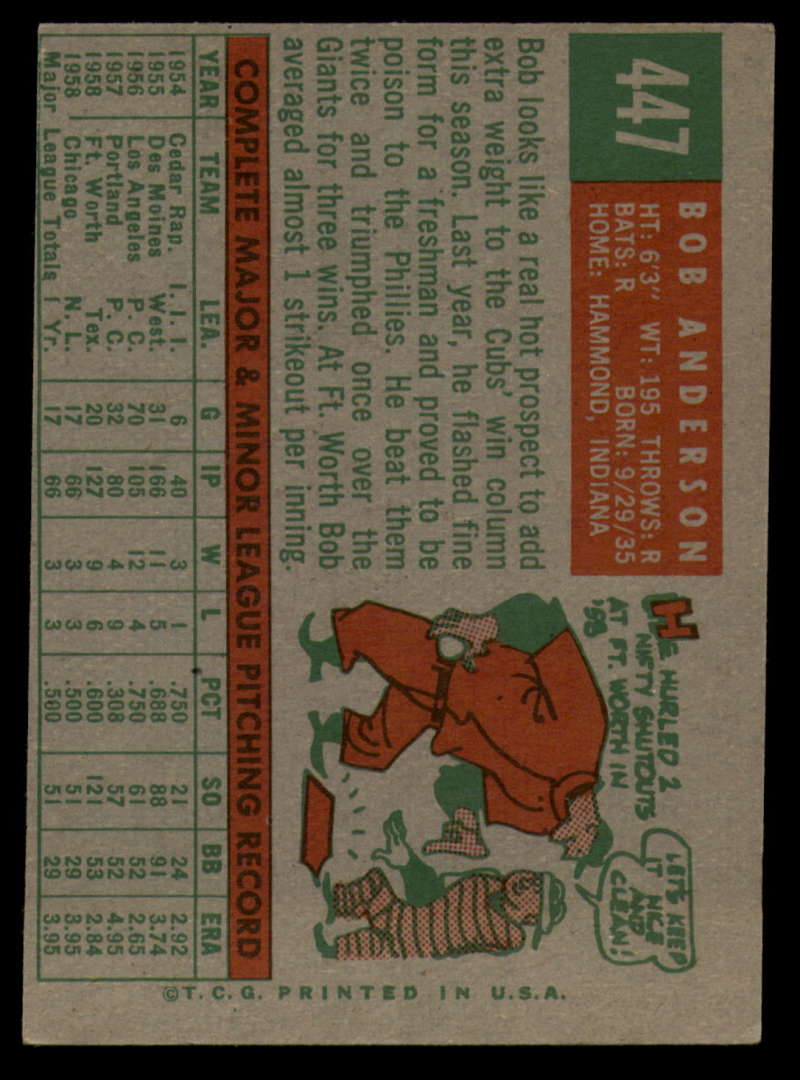 447
BOB ANDERSON
HT: 6'3" WT: 195 THROWS: R
BATS: R BORN: 9/29/35
HOME: HAMMOND, INDIANA
Bob looks like a real hot prospect to add
extra weight to the Cubs' win column
this season. Last year, he flashed fine
form for a freshman and proved to be
poison to the Phillies. He beat them
twice and triumphed once over the
Giants for three wins. At Ft. Worth Bob
averaged almost 1 strikeout per inning.
HE HURLED 2
NIFTY SHUTOUTS
AT FT. WORTH IN
'58
LET'S KEEP
IT NICE
AND
CLEAN!
COMPLETE MAJOR & MINOR LEAGUE PITCHING RECORD
YEAR TEAM LEA. G IP W L PCT SO BB ERA
1954 Cedar Rap. I. I. I. 6 40 3 1 .750 21 24 2.92
1955 Des Moines West. 31 166 11 5 .688 88 91 3.74
1956 Los Angeles P. C. 70 105 12 4 .750 61 52 2.65
1957 Portland P. C. 32 80 4 9 .308 57 52 4.95
1958 Ft. Worth Tex. 20 127 9 6 .600 121 53 2.84
1958 Chicago N. L. 17 66 3 3 .500 51 29 3.95
Major League Totals 1 Yr. 17 66 3 3 .500 51 29 3.95
©T.C.G. PRINTED IN U.S.A.